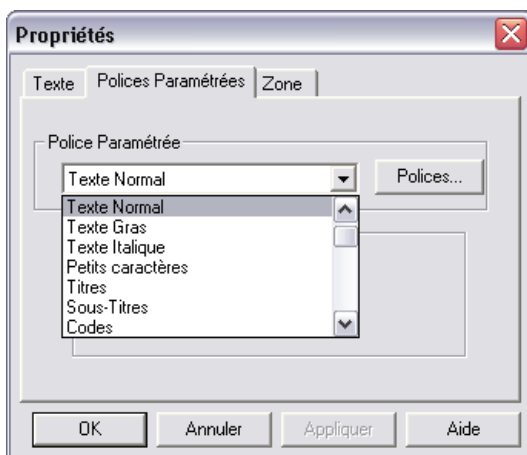 Propriétés
Texte Polices Paramétrées Zone
Police Paramétrée
Texte Normal Polices...
Texte Normal
Texte Gras
Texte Italique
Petits caractères
Titres
Sous-Titres
Codes
OK Annuler Appliquer Aide